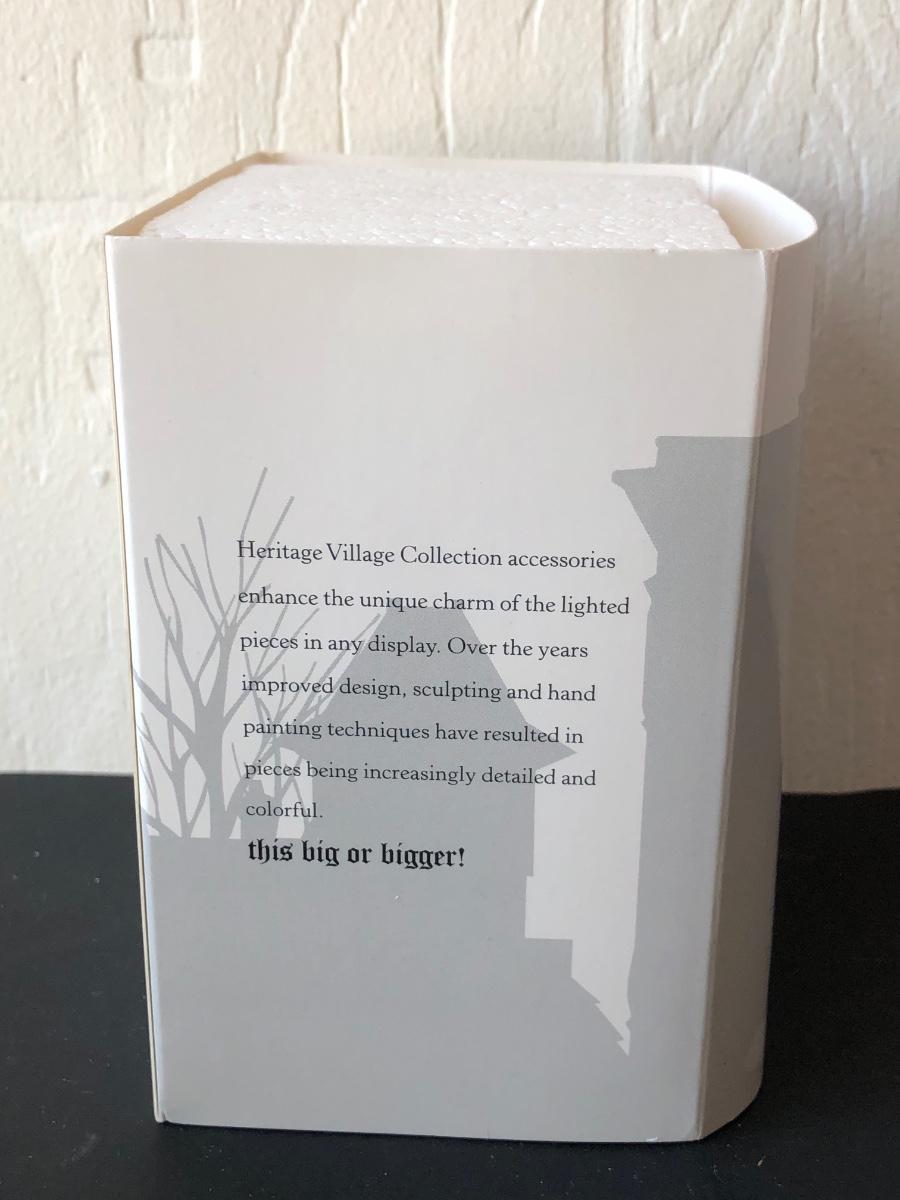 Heritage Village Collection accessories
enhance the unique charm of the lighted
pieces in any display. Over the years
improved design, sculpting and hand
painting techniques have resulted in
pieces being increasingly detailed and
colorful.
this big or bigger!